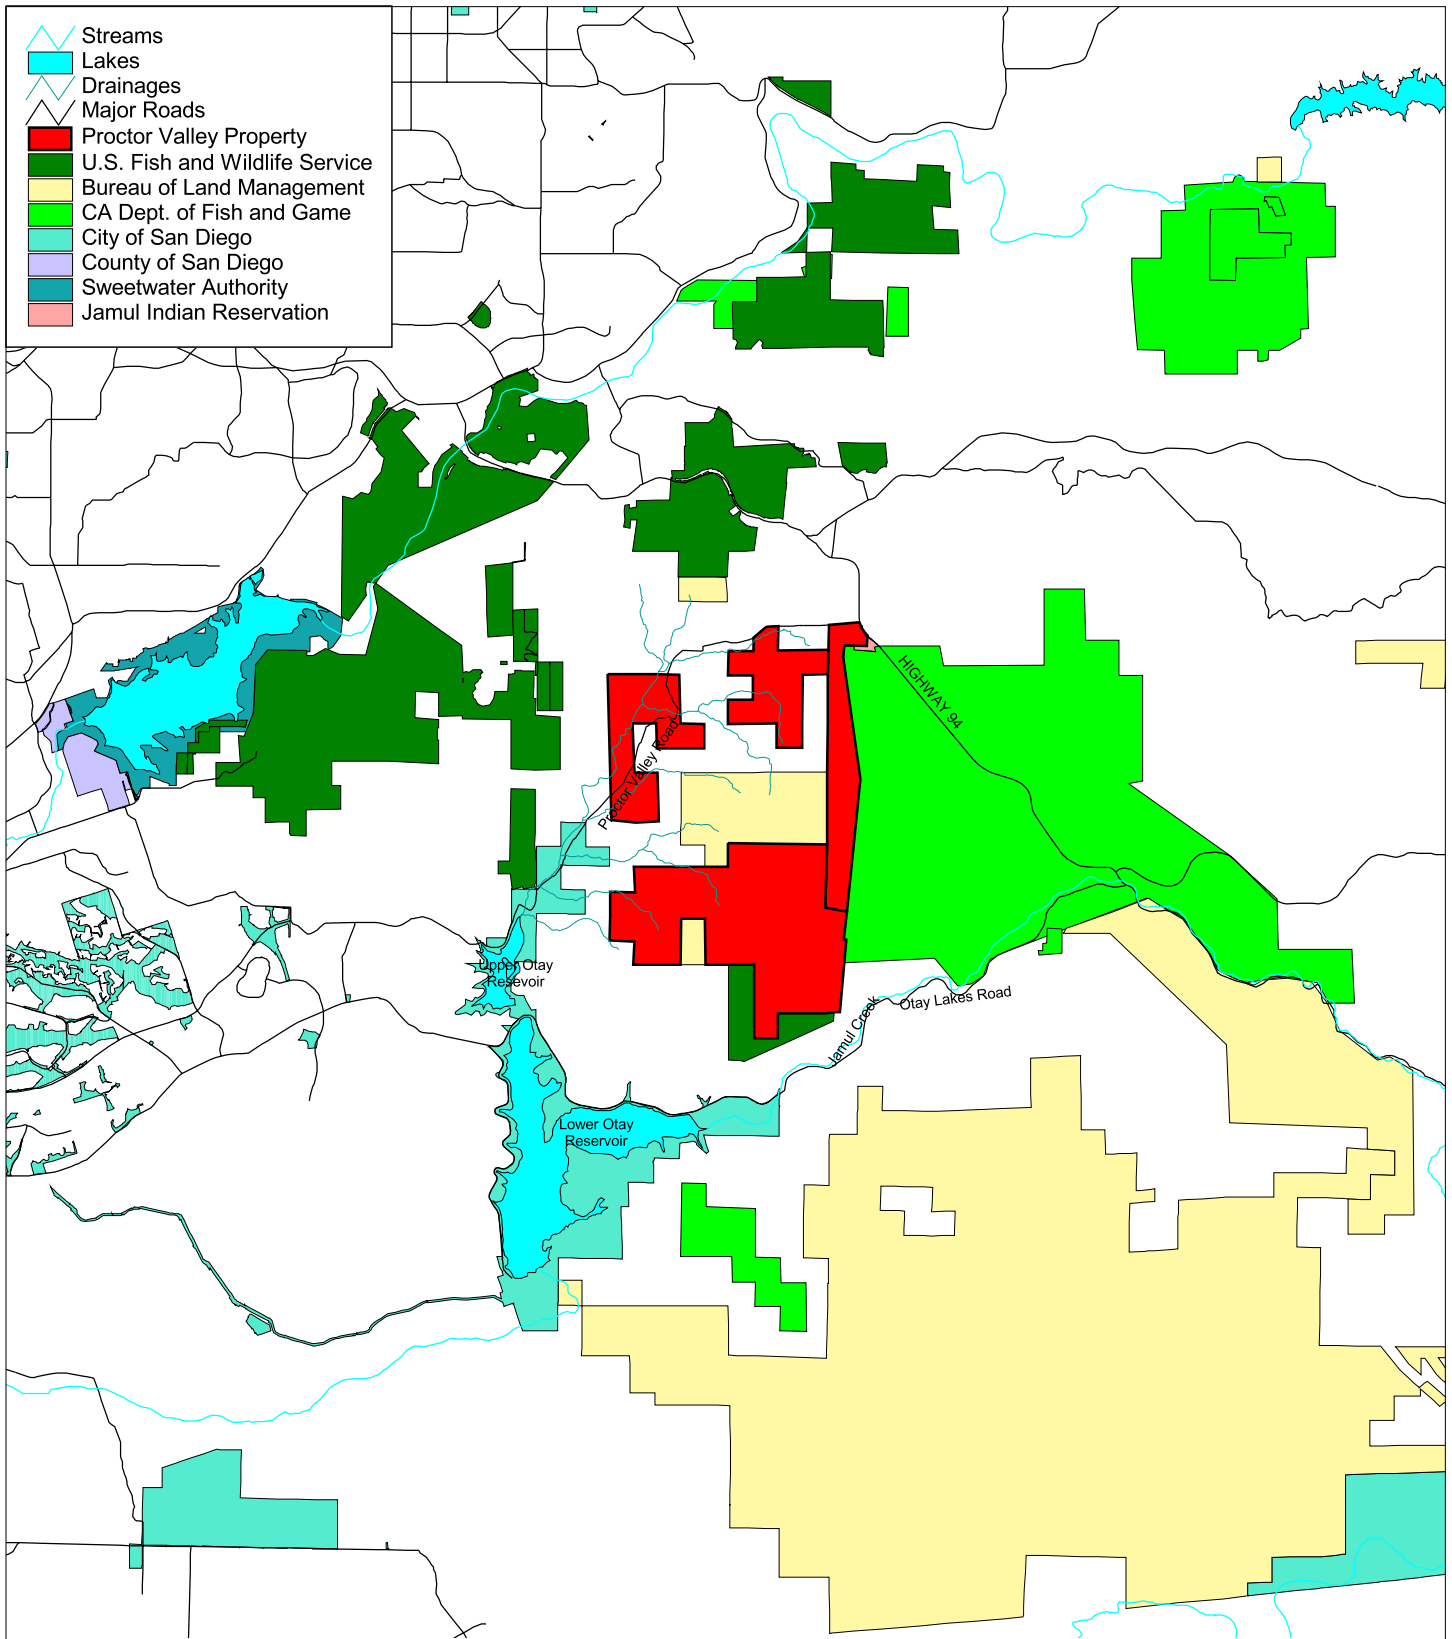 Streams
Lakes
Drainages
Major Roads
Proctor Valley Property
U.S. Fish and Wildlife Service
Bureau of Land Management
CA Dept. of Fish and Game
City of San Diego
County of San Diego
Sweetwater Authority
Jamul Indian Reservation
HIGHWAY 94
Proctor Valley Road
Upper Otay
Resevoir
Otay Lakes Road
Jamul Creek
Lower Otay
Reservoir